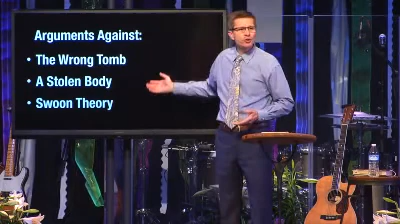 Arguments Against:
• The Wrong Tomb
• A Stolen Body
• Swoon Theory